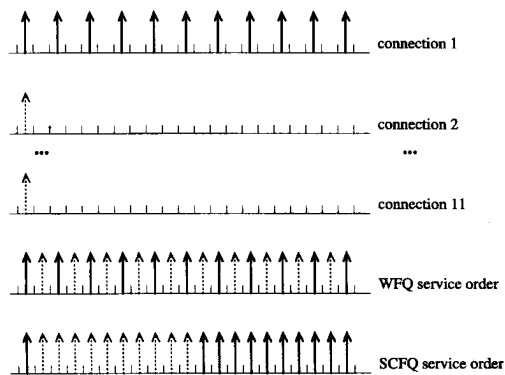 connection 1
connection 2
...
...
connection 11
WFQ service order
SCFQ service order